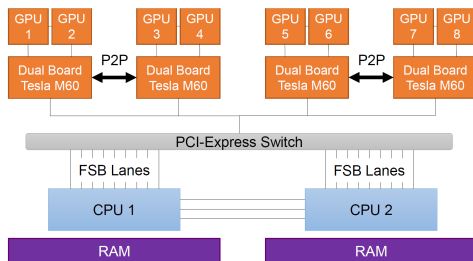 GPU 1
GPU 2
GPU 3
GPU 4
GPU 5
GPU 6
GPU 7
GPU 8
Dual Board
Tesla M60
P2P
Dual Board
Tesla M60
Dual Board
Tesla M60
P2P
Dual Board
Tesla M60
PCI-Express Switch
FSB Lanes
FSB Lanes
CPU 1
CPU 2
RAM
RAM